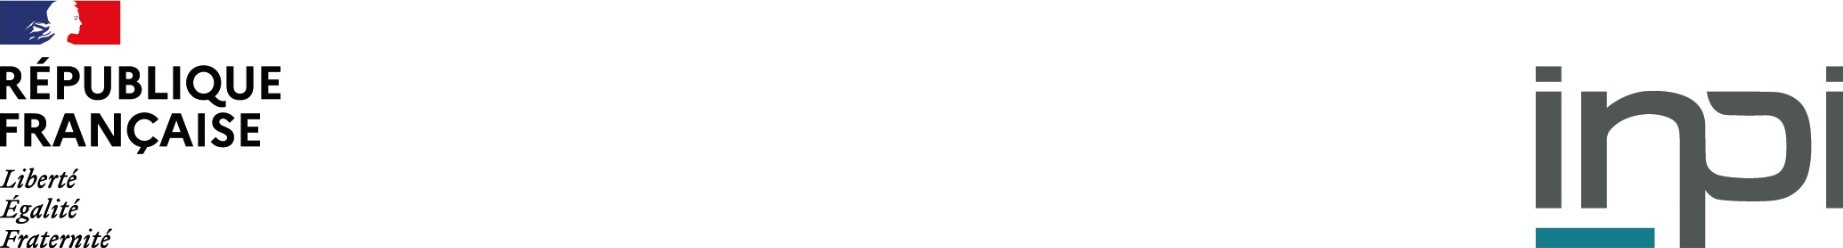 RÉPUBLIQUE
FRANÇAISE
Liberté
Égalité
Fraternité
inpi